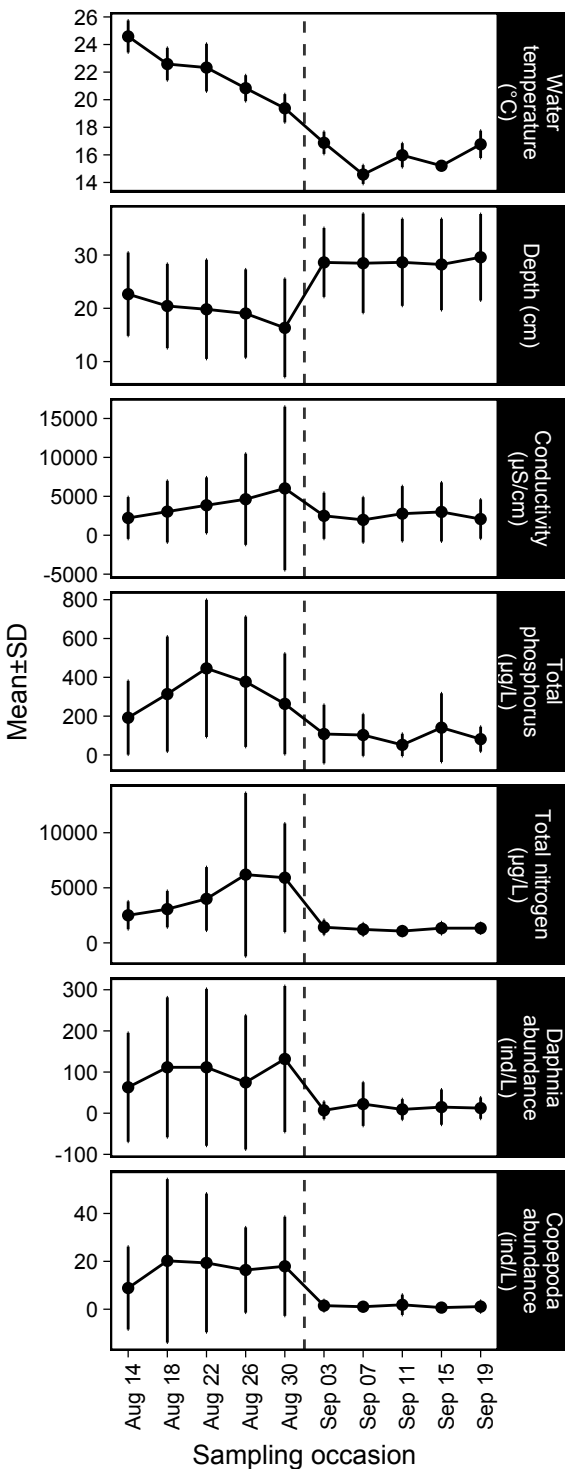 26
24
22
20
18
16
14
Water
temperature
(°C)
30
20
10
Depth (cm)
15000
10000
5000
0
-5000
Conductivity
(μS/cm)
800
600
400
200
0
Total
phosphorus
(μg/L)
10000
5000
0
Total nitrogen
(μg/L)
300
200
100
0
-100
Daphnia
abundance
(ind/L)
40
20
0
Copepoda
abundance
(ind/L)
Mean±SD
Aug 14
Aug 18
Aug 22
Aug 26
Aug 30
Sep 03
Sep 07
Sep 11
Sep 15
Sep 19
Sampling occasion